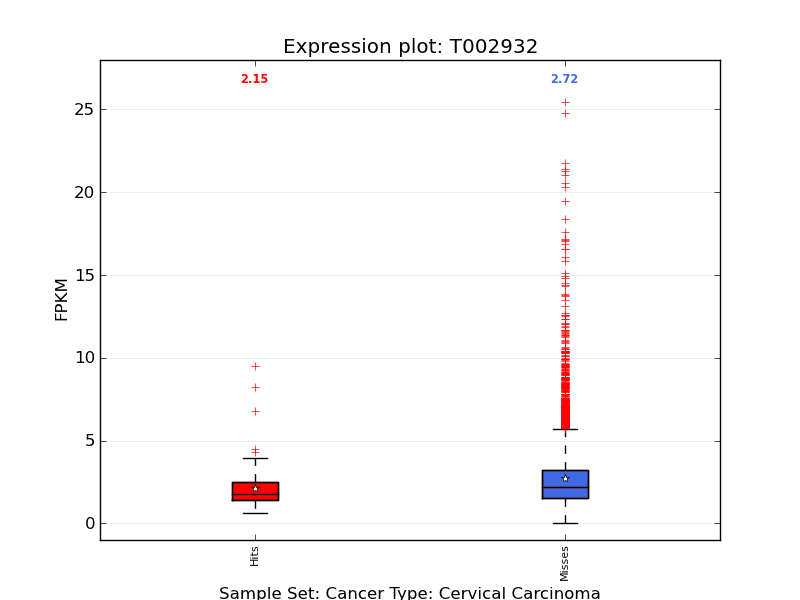 Expression plot: T002932
2.15
2.72
25
20
15
10
5
0
FPKM
Hits
Misses
Sample Set: Cancer Type: Cervical Carcinoma